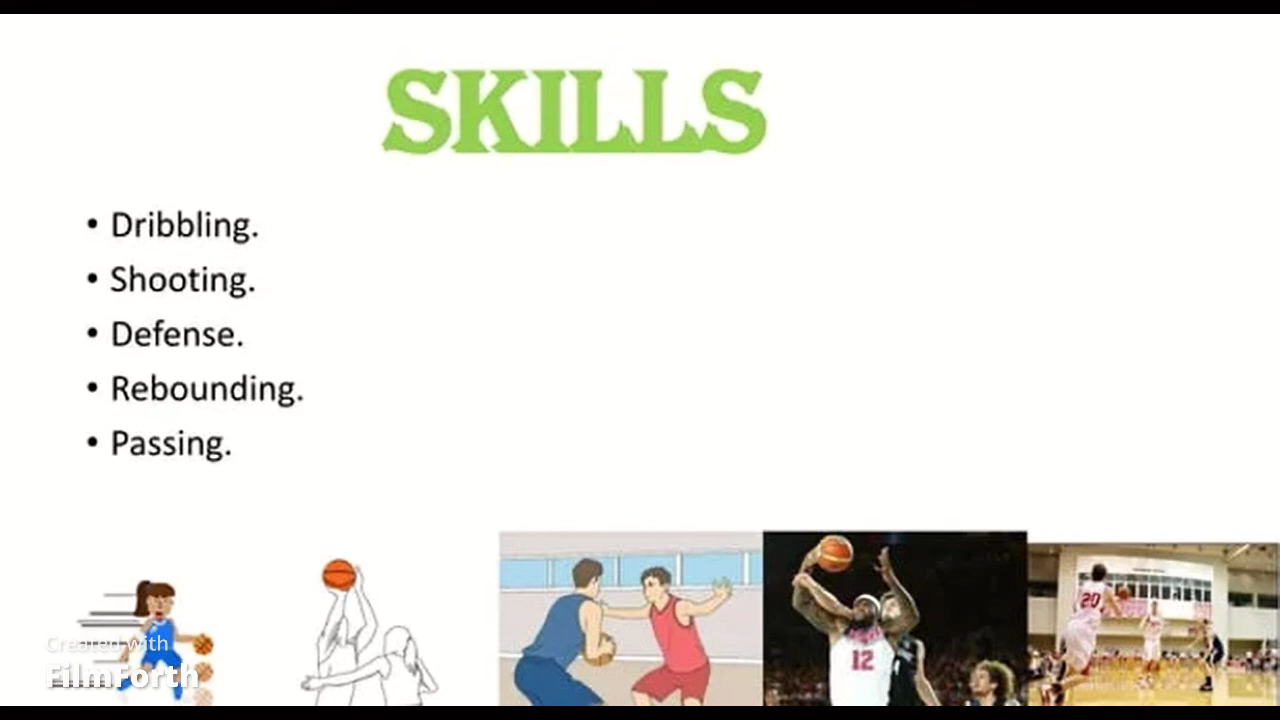 SKILLS
• Dribbling.
• Shooting.
• Defense.
• Rebounding.
• Passing.
12
20
Created with
FilmForth